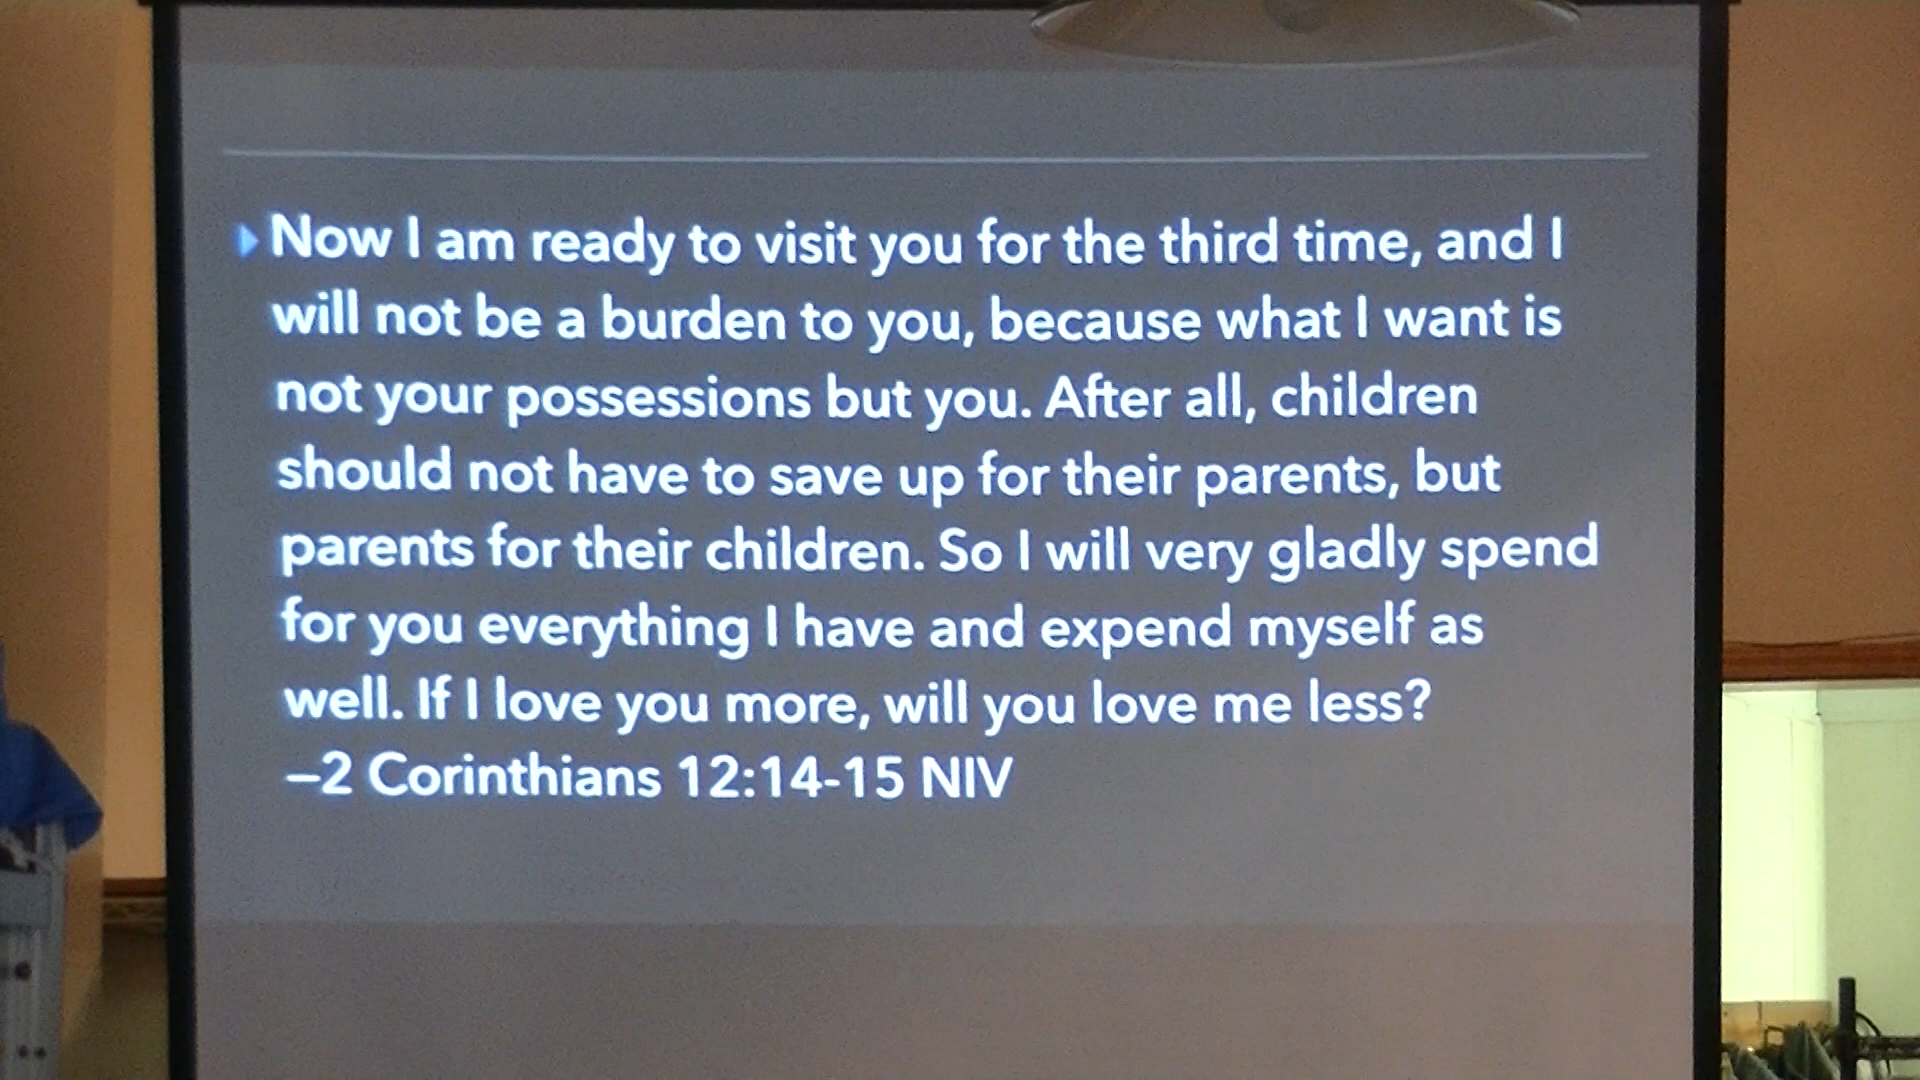 Now I am ready to visit you for the third time, and I
will not be a burden to you, because what I want is
not your possessions but you. After all, children
should not have to save up for their parents, but
parents for their children. So I will very gladly spend
for you everything I have and expend myself as
well. If I love you more, will you love me less?
–2 Corinthians 12:14-15 NIV